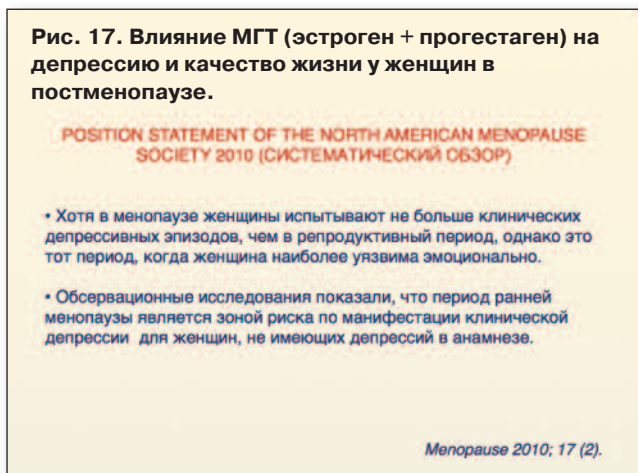 Рис. 17. Влияние МГТ (эстроген + прогестаген) на
депрессию и качество жизни у женщин в
постменопаузе.
POSITION STATEMENT OF THE NORTH AMERICAN MENOPAUSE
SOCIETY 2010 (СИСТЕМАТИЧЕСКИЙ ОБЗОР)
• Хотя в менопаузе женщины испытывают не больше клинических
депрессивных эпизодов, чем в репродуктивный период, однако это
тот период, когда женщина наиболее уязвима эмоционально.
• Обсервационные исследования показали, что период ранней
менопаузы является зоной риска по манифестации клинической
депрессии для женщин, не имеющих депрессий в анамнезе.
Menopause 2010; 17 (2).